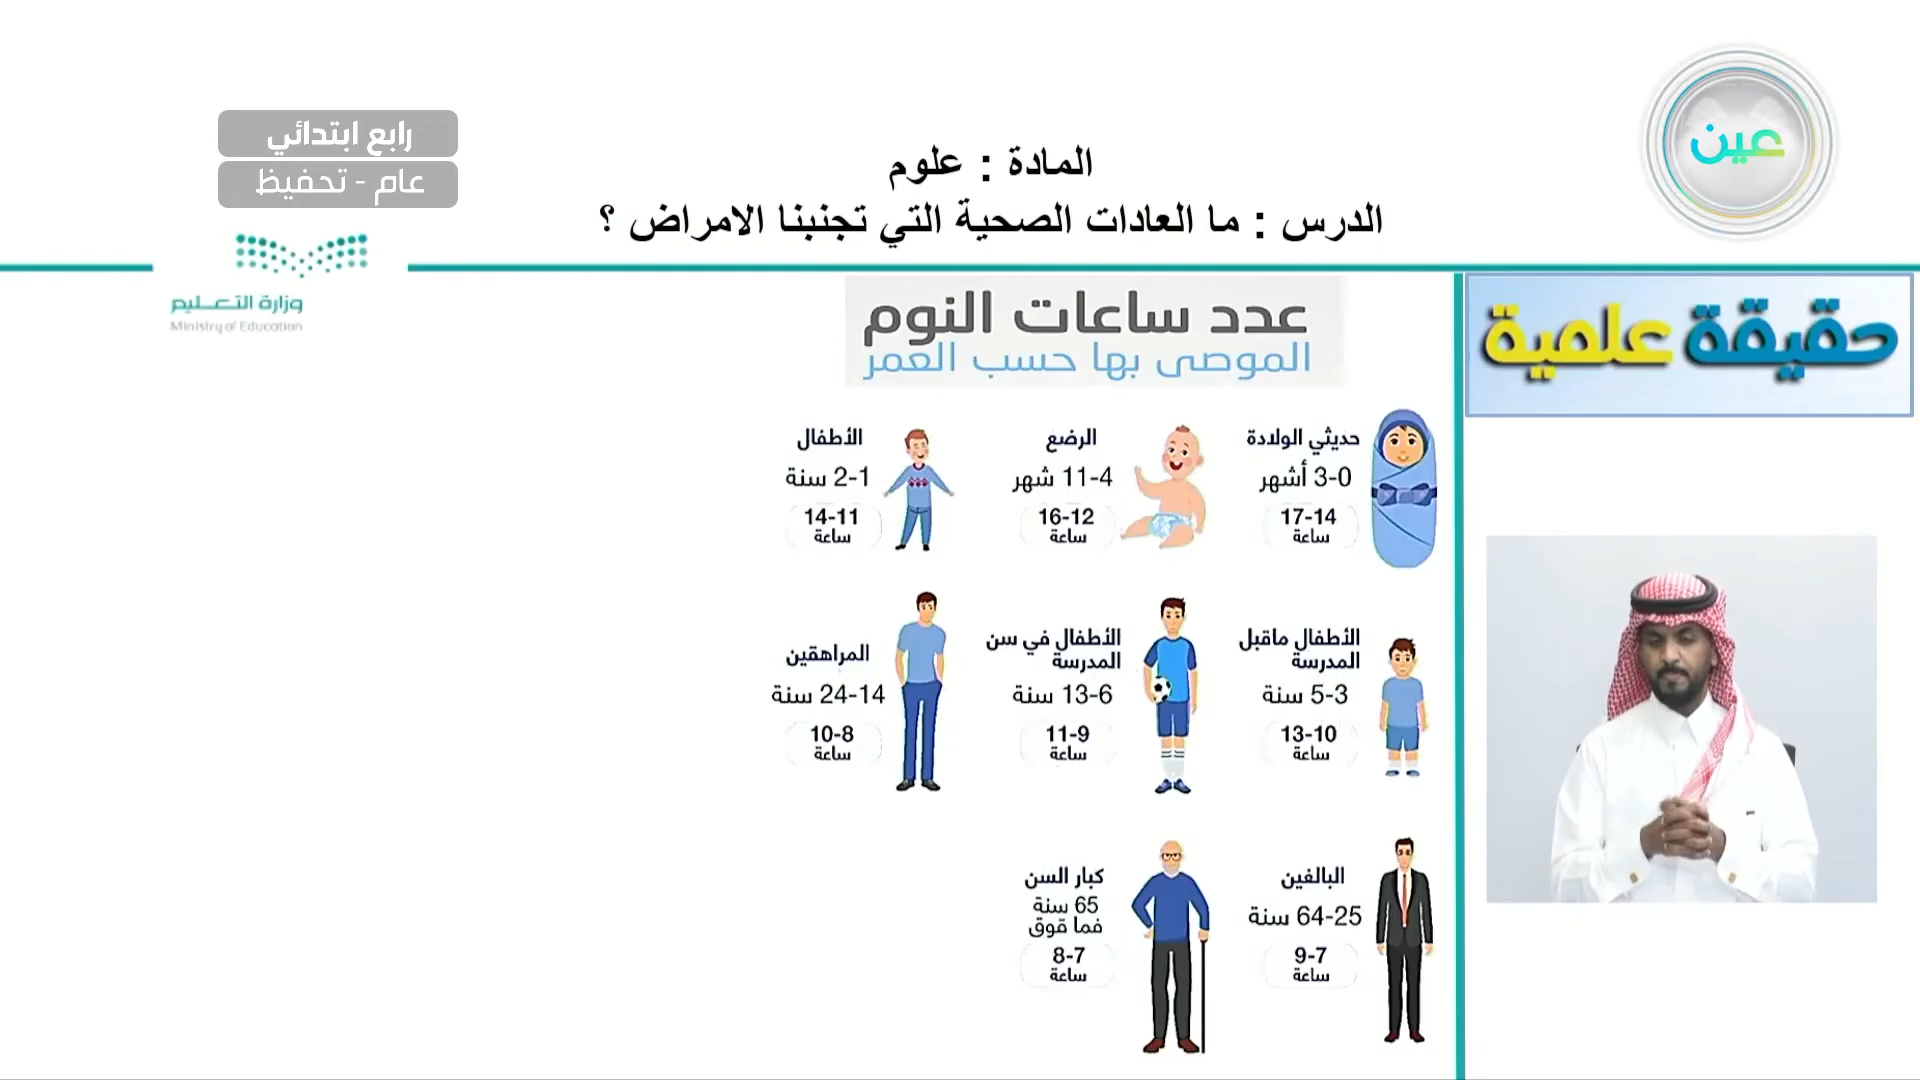 عين
رابع ابتدائي
عام - تحفيظ
المادة : علوم
الدرس : ما العادات الصحية التي تجنبنا الامراض ؟
وزارة التعليم
Ministry of Education
حقيقة علمية
عدد ساعات النوم
الموصى بها حسب العمر
حديثي الولادة
0-3 أشهر
14-17
ساعة
الرضع
4-11 شهر
12-16
ساعة
الأطفال
1-2 سنة
11-14
ساعة
الأطفال ماقبل
المدرسة
3-5 سنة
10-13
ساعة
الأطفال في سن
المدرسة
6-13 سنة
9-11
ساعة
المراهقين
14-24 سنة
8-10
ساعة
البالغين
25-64 سنة
7-9
ساعة
كبار السن
65 سنة
فما قوق
7-8
ساعة